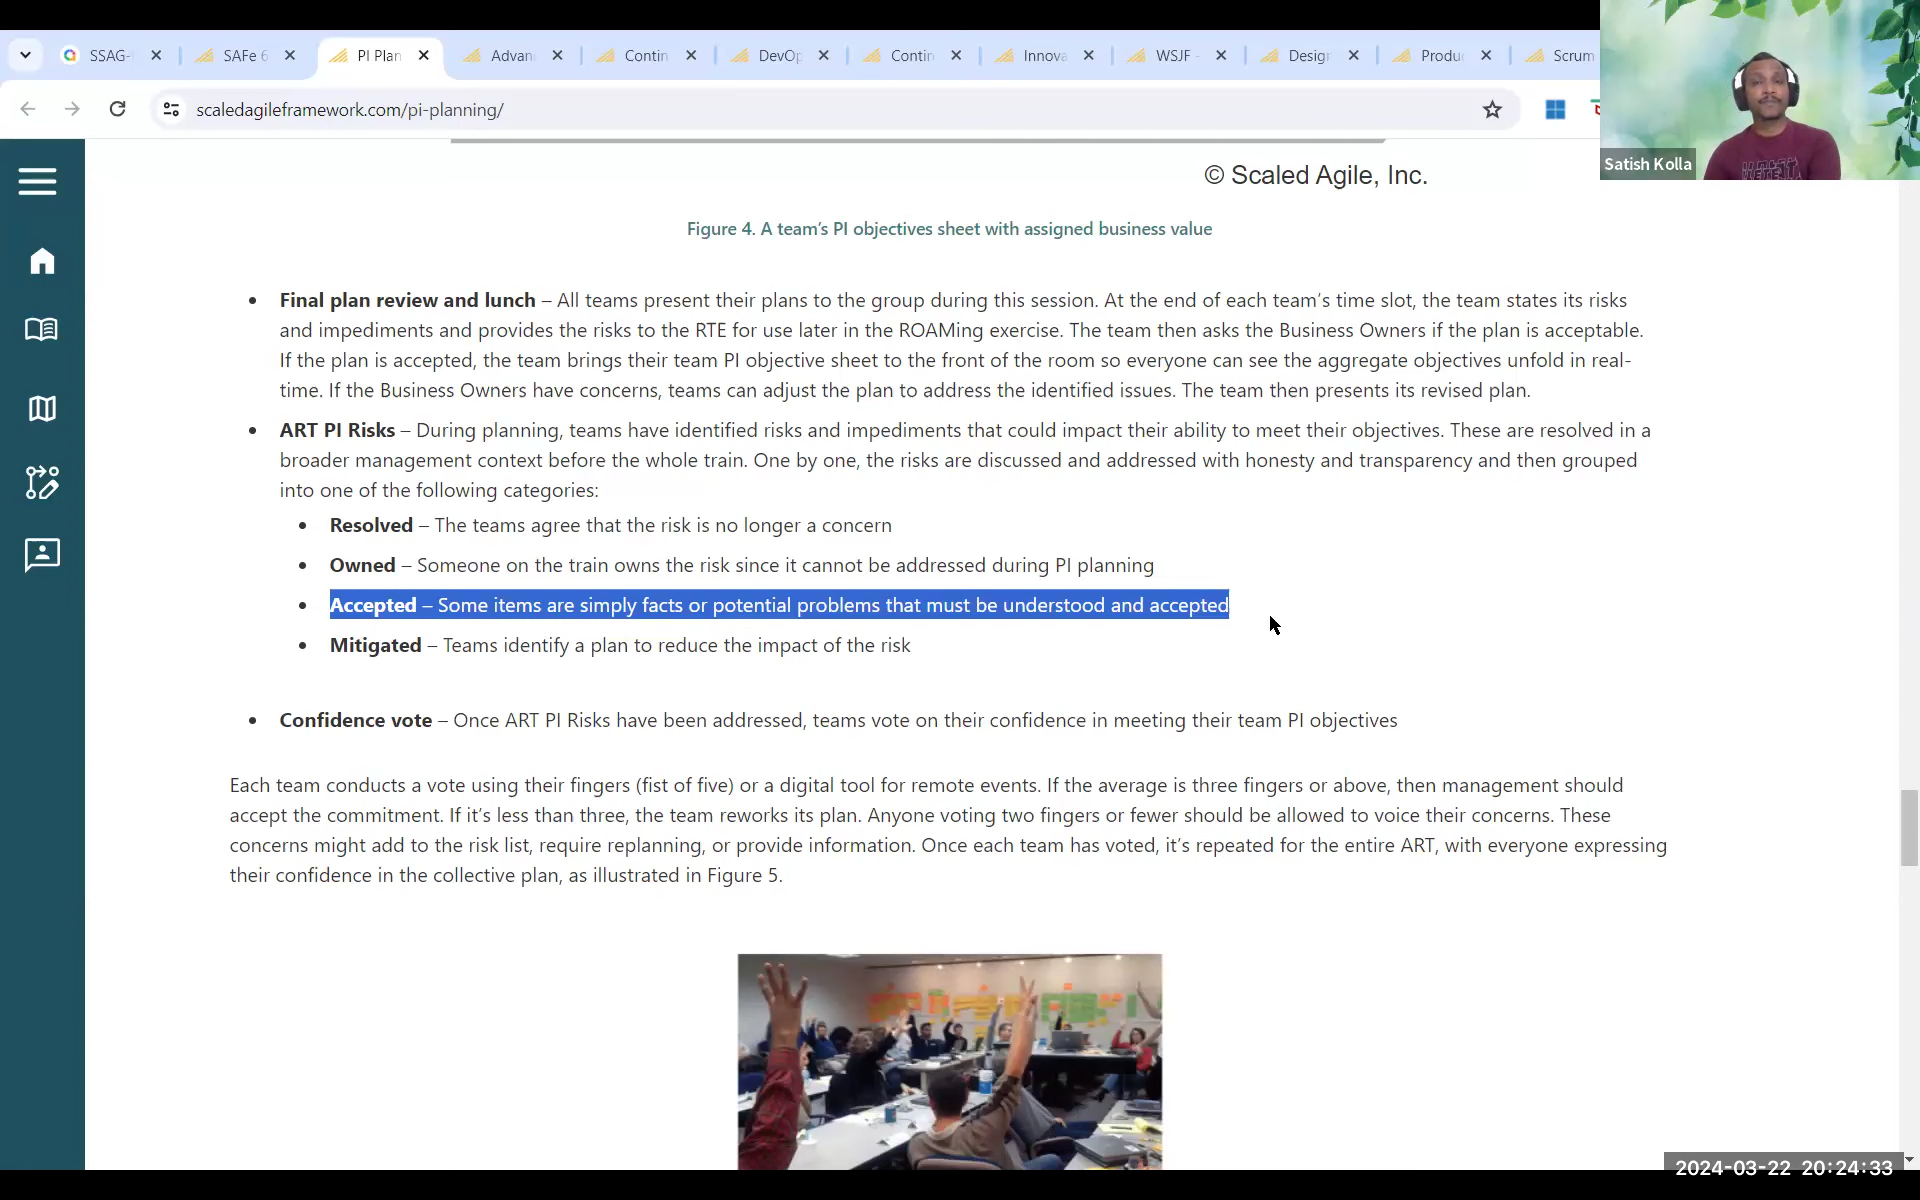 SSAG-
SAFe 6
PI Plan
Advan
Contin
DevOp
Contin
Innova
WSJF -
Design
Produc
Scrum
scaledagileframework.com/pi-planning/
Satish Kolla
© Scaled Agile, Inc.
Figure 4. A team’s PI objectives sheet with assigned business value
• Final plan review and lunch – All teams present their plans to the group during this session. At the end of each team’s time slot, the team states its risks
and impediments and provides the risks to the RTE for use later in the ROAMing exercise. The team then asks the Business Owners if the plan is acceptable.
If the plan is accepted, the team brings their team PI objective sheet to the front of the room so everyone can see the aggregate objectives unfold in real-
time. If the Business Owners have concerns, teams can adjust the plan to address the identified issues. The team then presents its revised plan.
• ART PI Risks – During planning, teams have identified risks and impediments that could impact their ability to meet their objectives. These are resolved in a
broader management context before the whole train. One by one, the risks are discussed and addressed with honesty and transparency and then grouped
into one of the following categories:
• Resolved – The teams agree that the risk is no longer a concern
• Owned – Someone on the train owns the risk since it cannot be addressed during PI planning
• Accepted – Some items are simply facts or potential problems that must be understood and accepted
• Mitigated – Teams identify a plan to reduce the impact of the risk
• Confidence vote – Once ART PI Risks have been addressed, teams vote on their confidence in meeting their team PI objectives
Each team conducts a vote using their fingers (fist of five) or a digital tool for remote events. If the average is three fingers or above, then management should
accept the commitment. If it’s less than three, the team reworks its plan. Anyone voting two fingers or fewer should be allowed to voice their concerns. These
concerns might add to the risk list, require replanning, or provide information. Once each team has voted, it’s repeated for the entire ART, with everyone expressing
their confidence in the collective plan, as illustrated in Figure 5.
2024-03-22 20:24:33